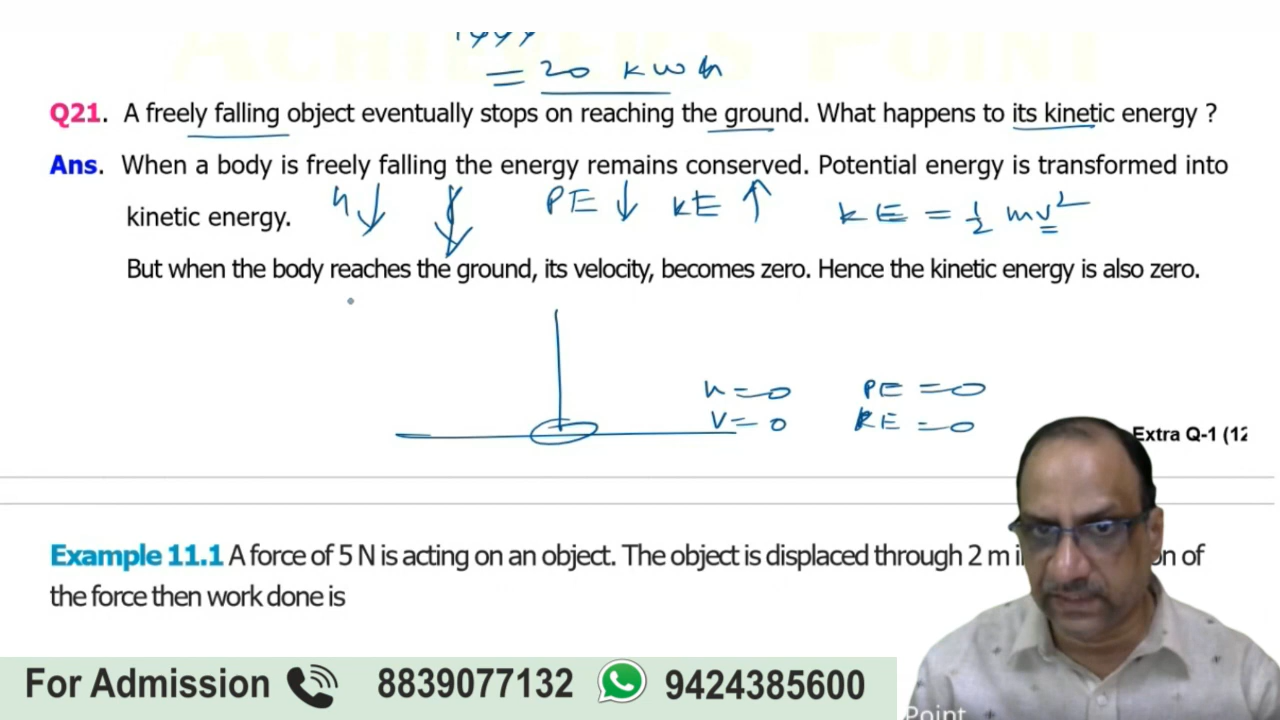 ACHIEVERS POINT
= 20 kwh
Q21. A freely falling object eventually stops on reaching the ground. What happens to its kinetic energy ?
Ans. When a body is freely falling the energy remains conserved. Potential energy is transformed into
kinetic energy.
h↓ PE↓ KE↑ KE = 1/2 mv²
But when the body reaches the ground, its velocity, becomes zero. Hence the kinetic energy is also zero.
h=0 PE=0
V=0 KE=0
Extra Q-1 (12
Example 11.1 A force of 5 N is acting on an object. The object is displaced through 2 m i on of
the force then work done is
For Admission 8839077132 9424385600
Point